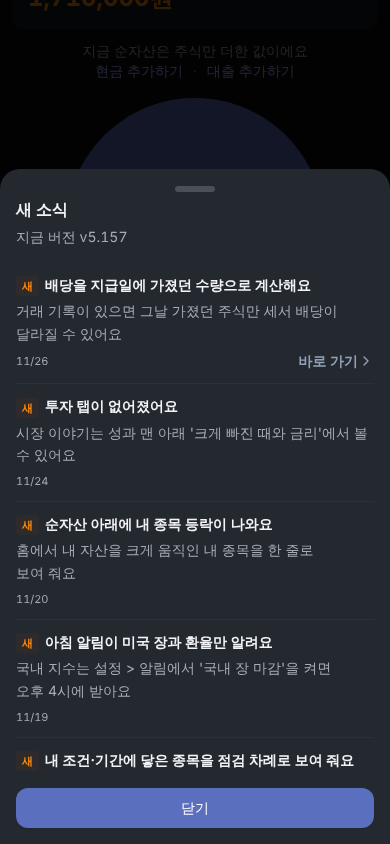 1,710,000원
지금 순자산은 주식만 더한 값이에요
현금 추가하기 · 대출 추가하기
새 소식
지금 버전 v5.157
새 배당을 지급일에 가졌던 수량으로 계산해요
거래 기록이 있으면 그날 가졌던 주식만 세서 배당이
달라질 수 있어요
11/26 바로 가기 >
새 투자 탭이 없어졌어요
시장 이야기는 성과 맨 아래 '크게 빠진 때와 금리'에서 볼
수 있어요
11/24
새 순자산 아래에 내 종목 등락이 나와요
홈에서 내 자산을 크게 움직인 내 종목을 한 줄로
보여 줘요
11/20
새 아침 알림이 미국 장과 환율만 알려요
국내 지수는 설정 > 알림에서 '국내 장 마감'을 켜면
오후 4시에 받아요
11/19
새 내 조건·기간에 닿은 종목을 점검 차례로 보여 줘요
닫기